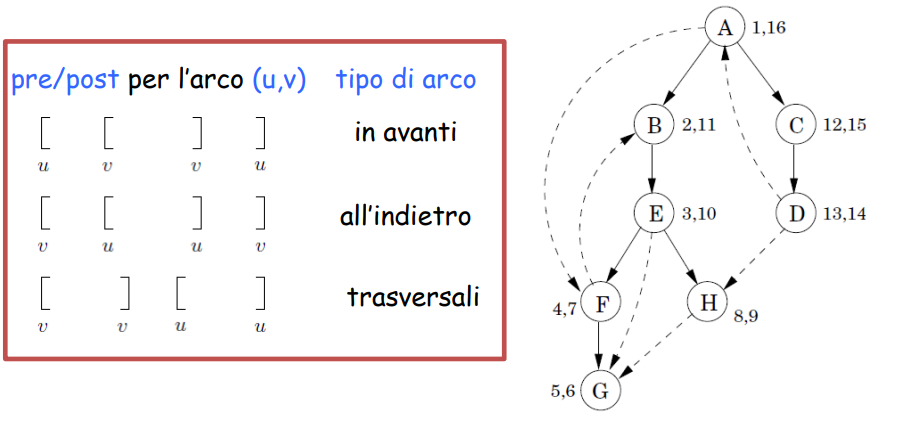 pre/post per l'arco (u,v) tipo di arco
[ [ ] ] in avanti
u v v u
[ [ ] ] all'indietro
v u u v
[ ] [ ] trasversali
v v u u
A 1,16
B 2,11 C 12,15
E 3,10 D 13,14
4,7 F H 8,9
5,6 G